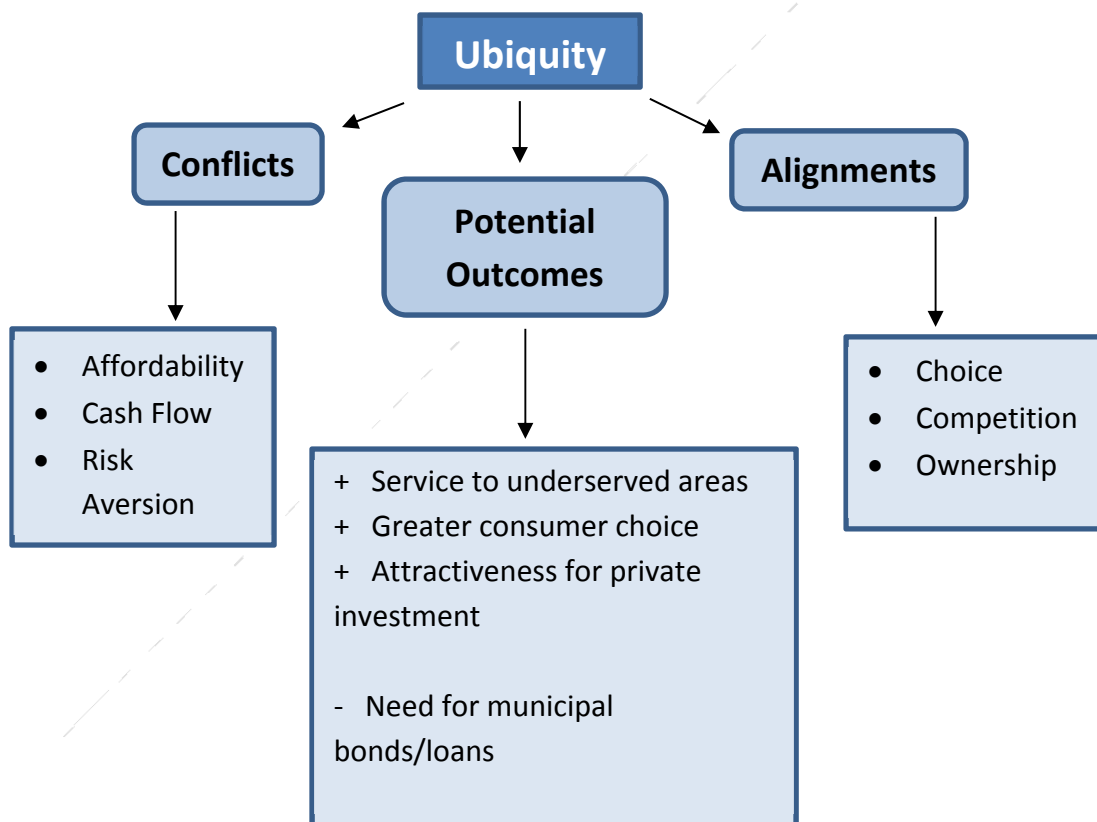 Ubiquity
Conflicts
Potential
Outcomes
Alignments
• Affordability
• Cash Flow
• Risk
Aversion
+ Service to underserved areas
+ Greater consumer choice
+ Attractiveness for private
investment
- Need for municipal
bonds/loans
• Choice
• Competition
• Ownership